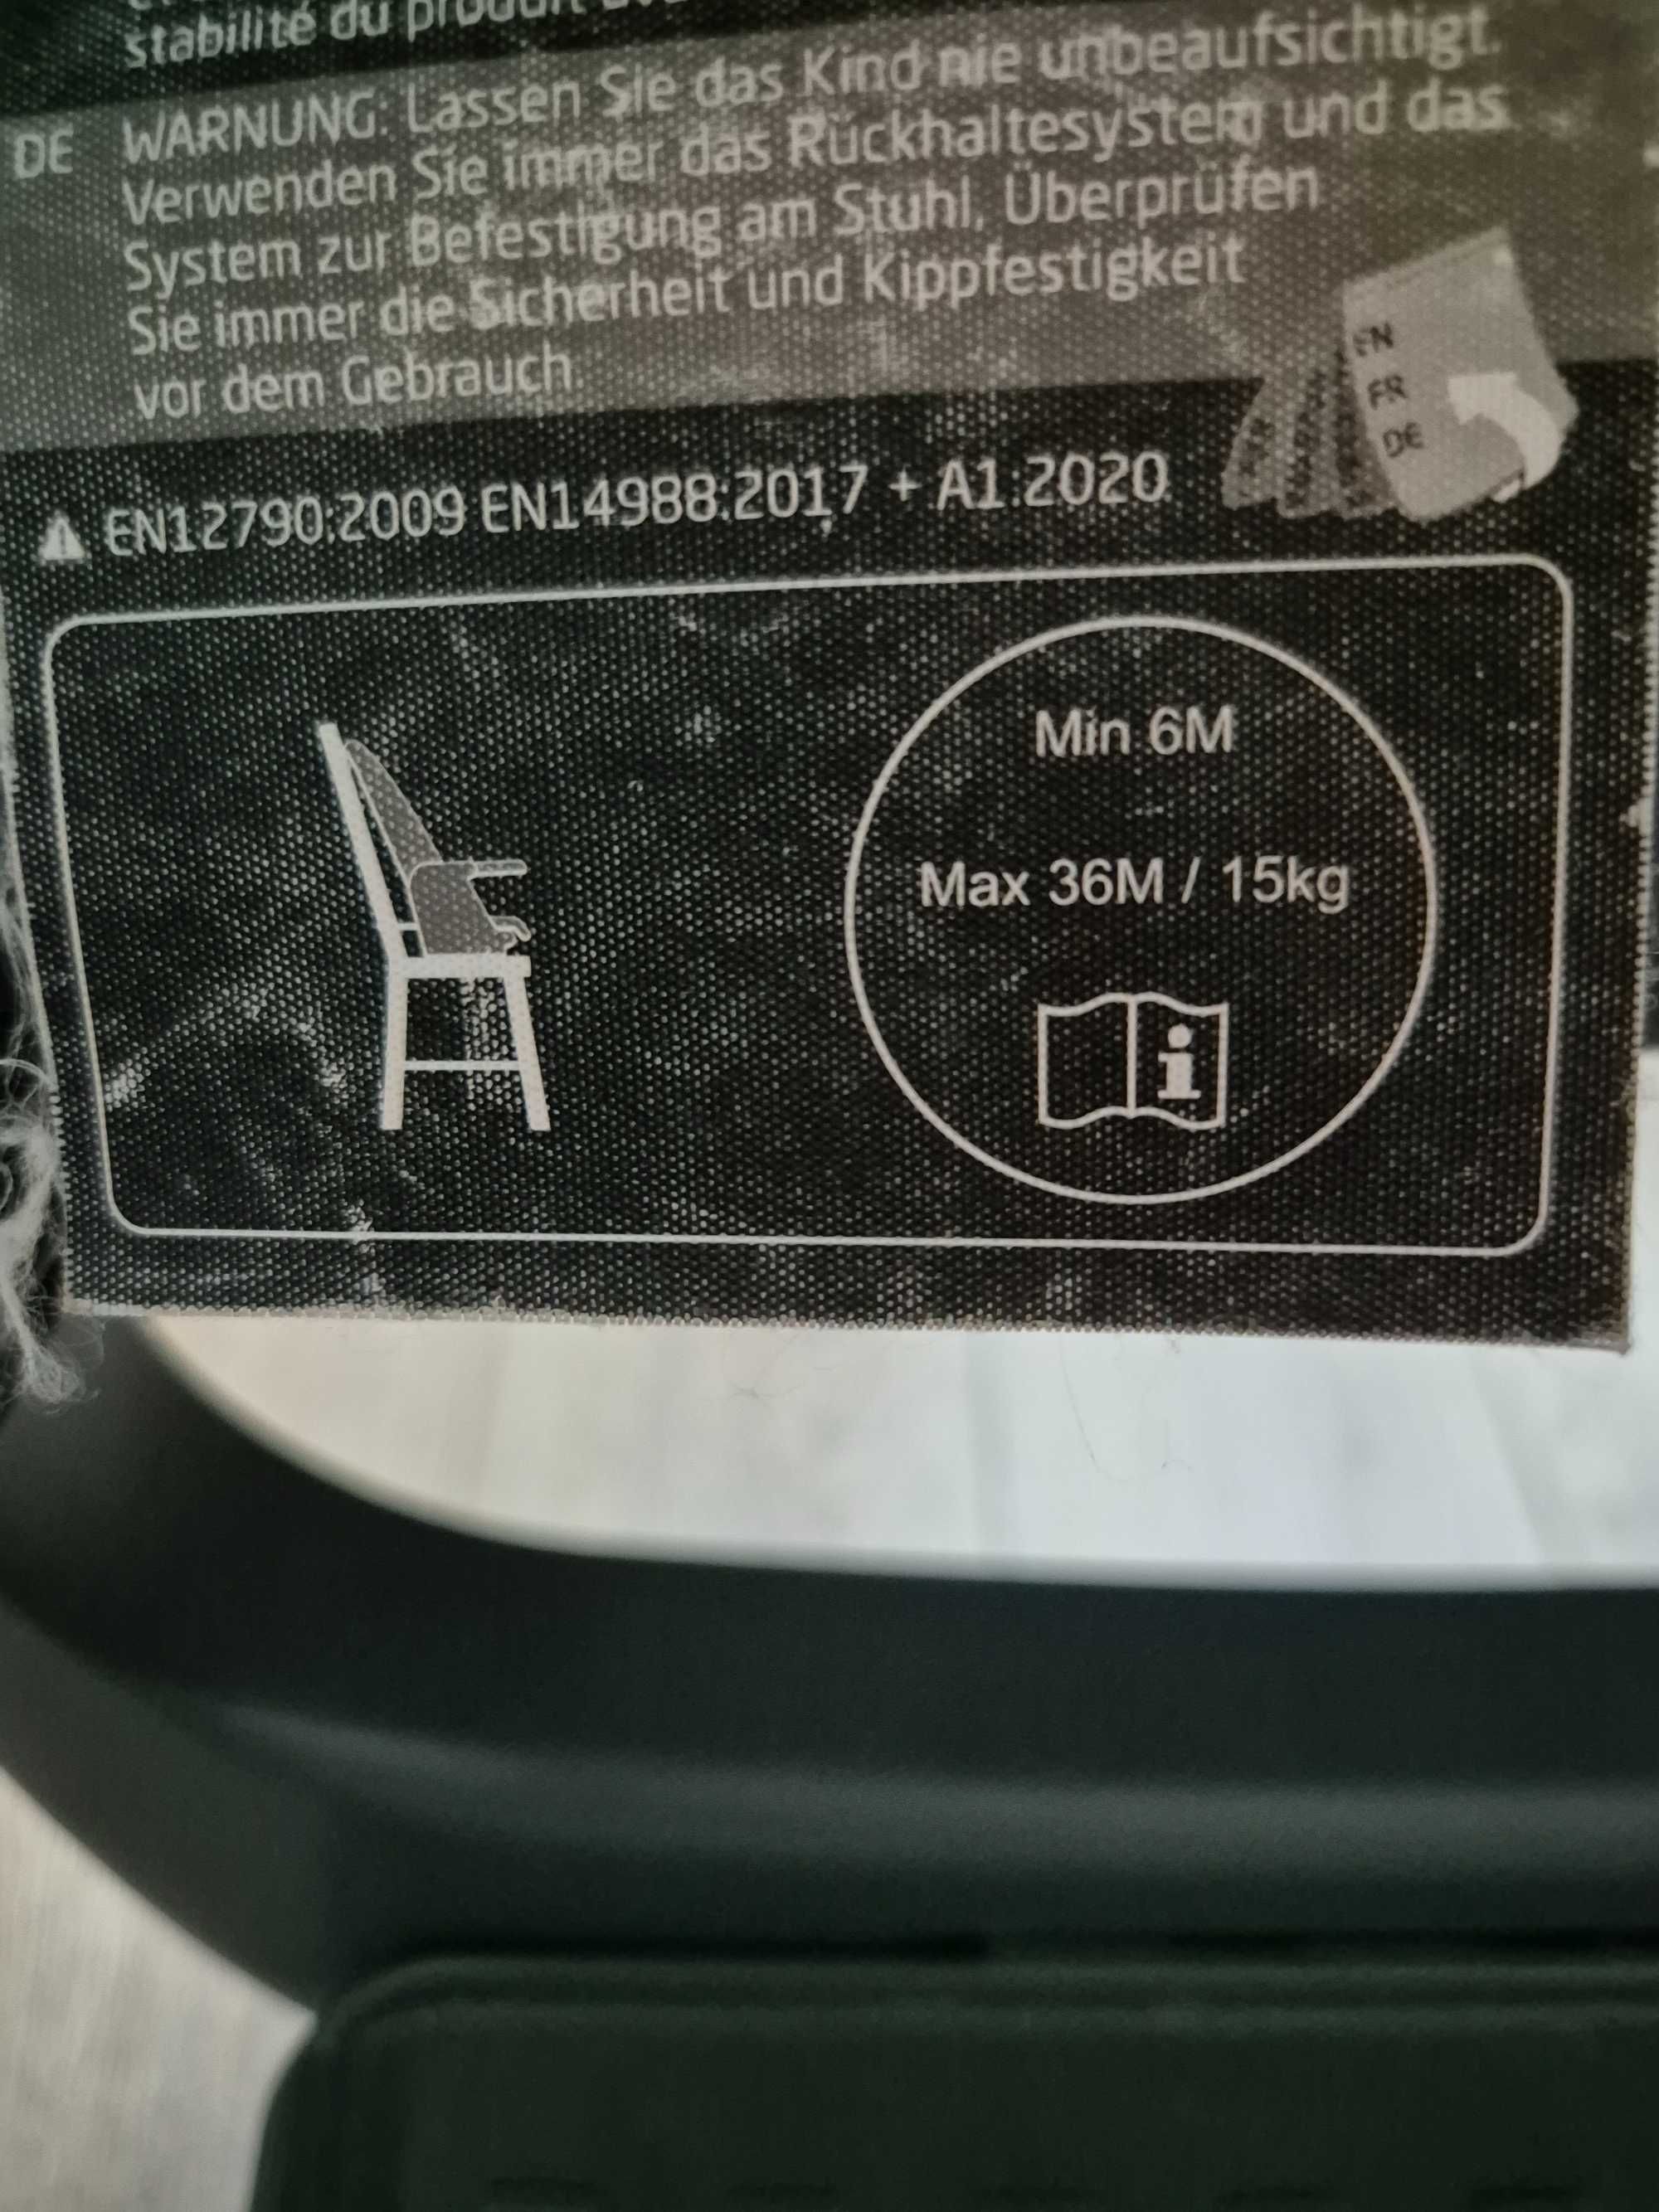 stabilité du produit
DE WARNUNG: Lassen Sie das Kind nie unbeaufsichtigt.
Verwenden Sie immer das Rückhaltesystem und das
System zur Befestigung am Stuhl. Überprüfen
Sie immer die Sicherheit und Kippfestigkeit
vor dem Gebrauch.
EN
FR
DE
EN12790:2009 EN14988:2017 + A1:2020
Min 6M
Max 36M / 15kg